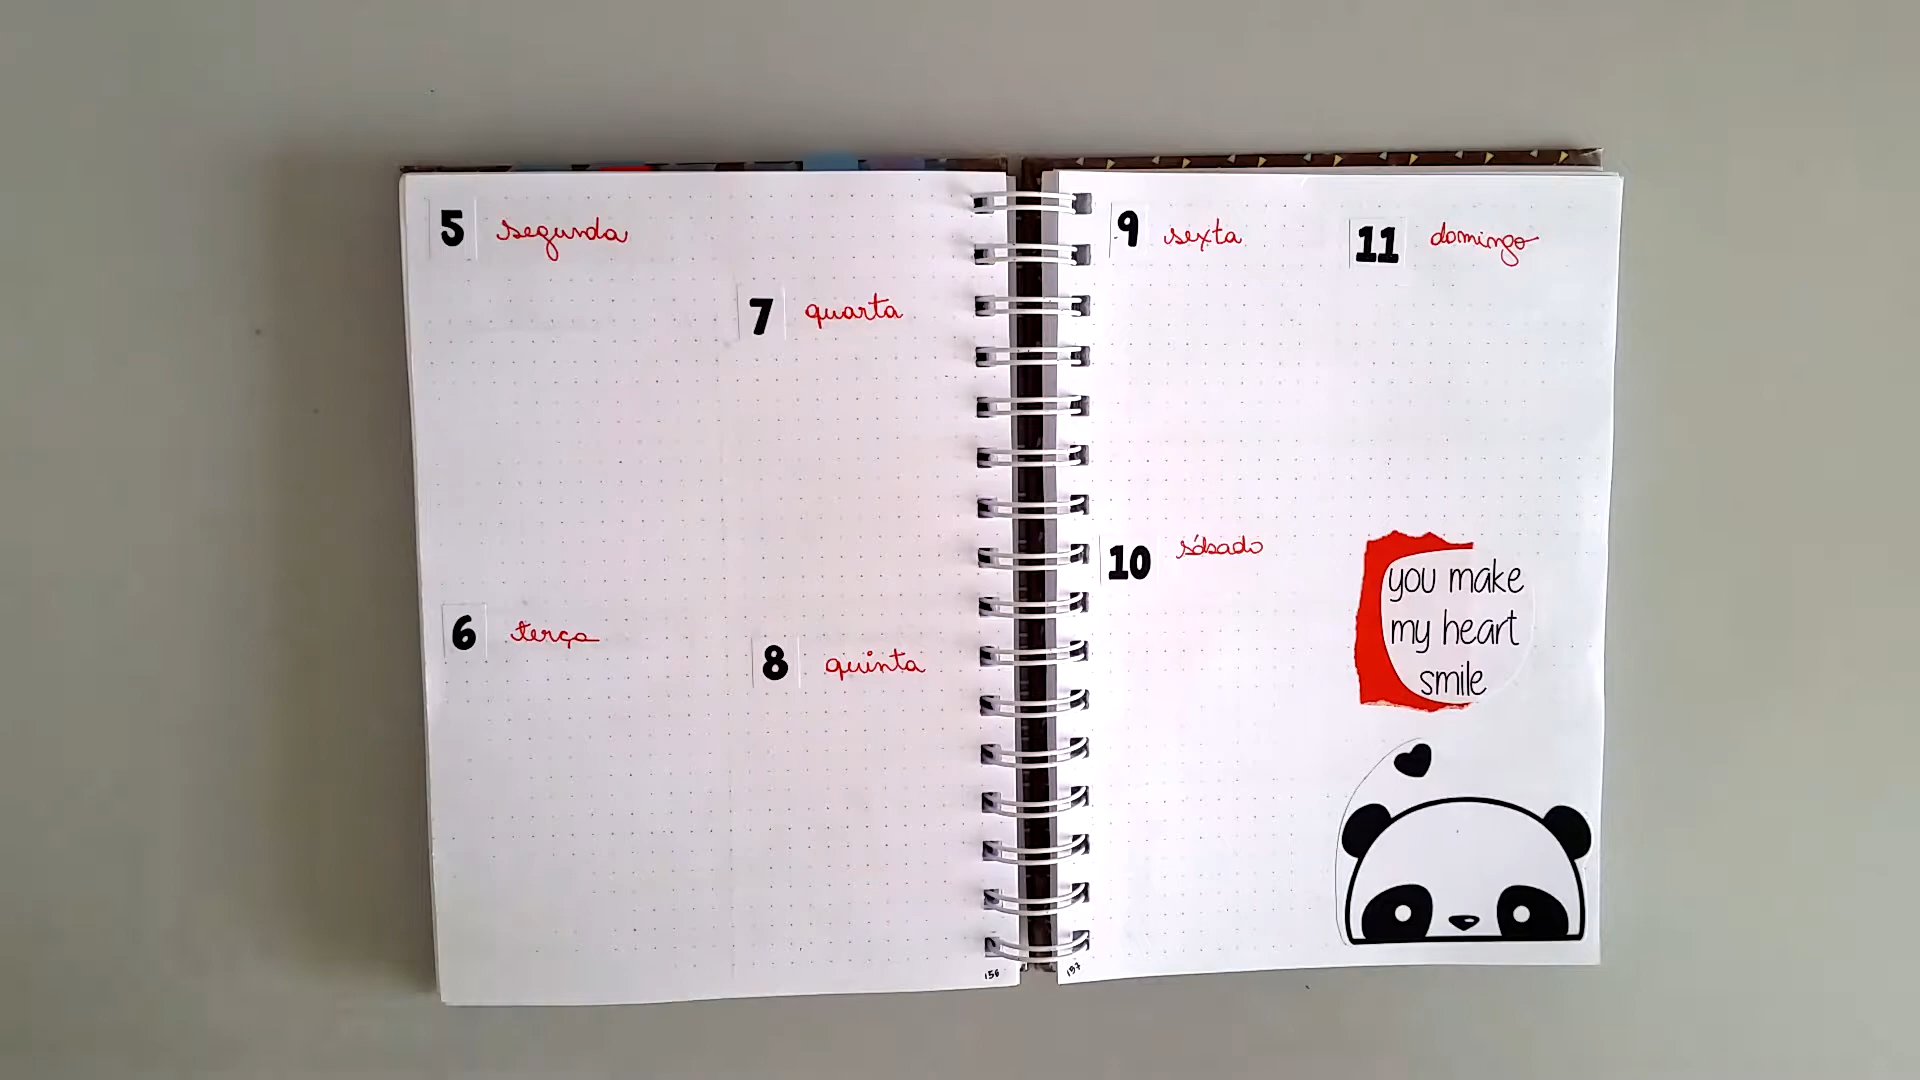 5 segunda
6 terça
7 quarta
8 quinta
156
9 sexta
10 sábado
11 domingo
you make
my heart
smile
157